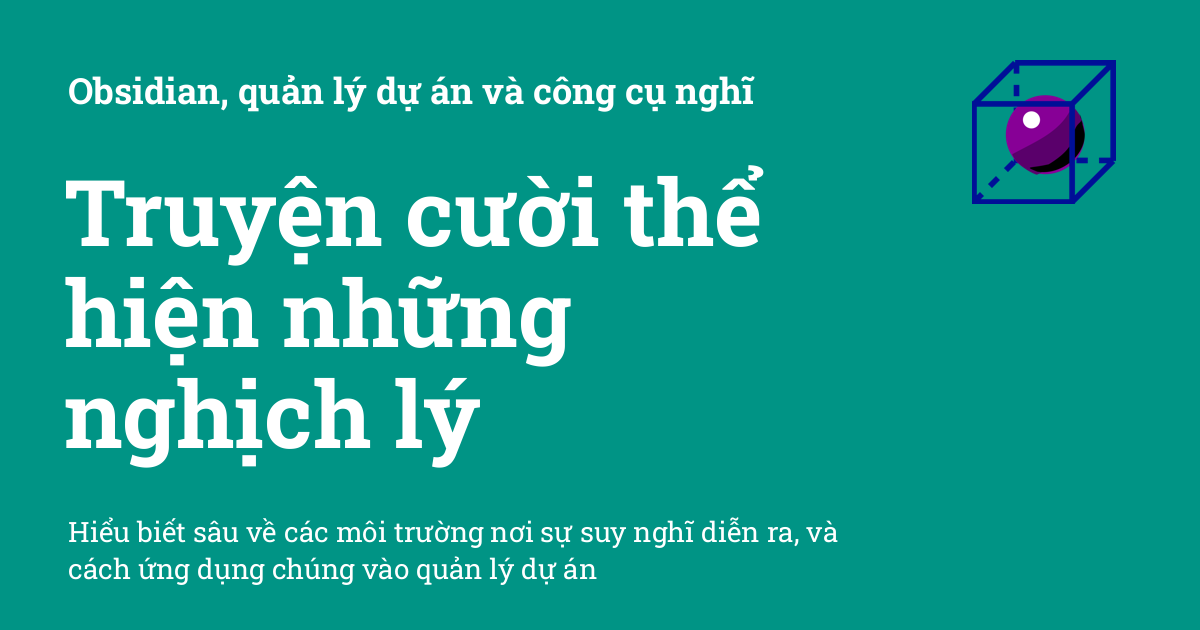 Obsidian, quản lý dự án và công cụ nghĩ
Truyện cười thể
hiện những
nghịch lý
Hiểu biết sâu về các môi trường nơi sự suy nghĩ diễn ra, và
cách ứng dụng chúng vào quản lý dự án